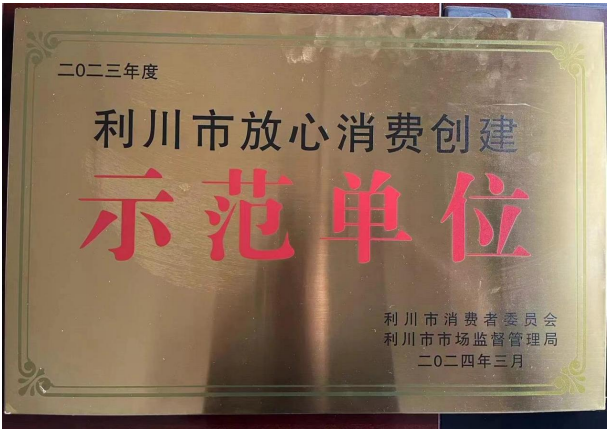 二0二三年度
利川市放心消费创建
示范单位
利川市消费者委员会
利川市市场监督管理局
二0二四年三月